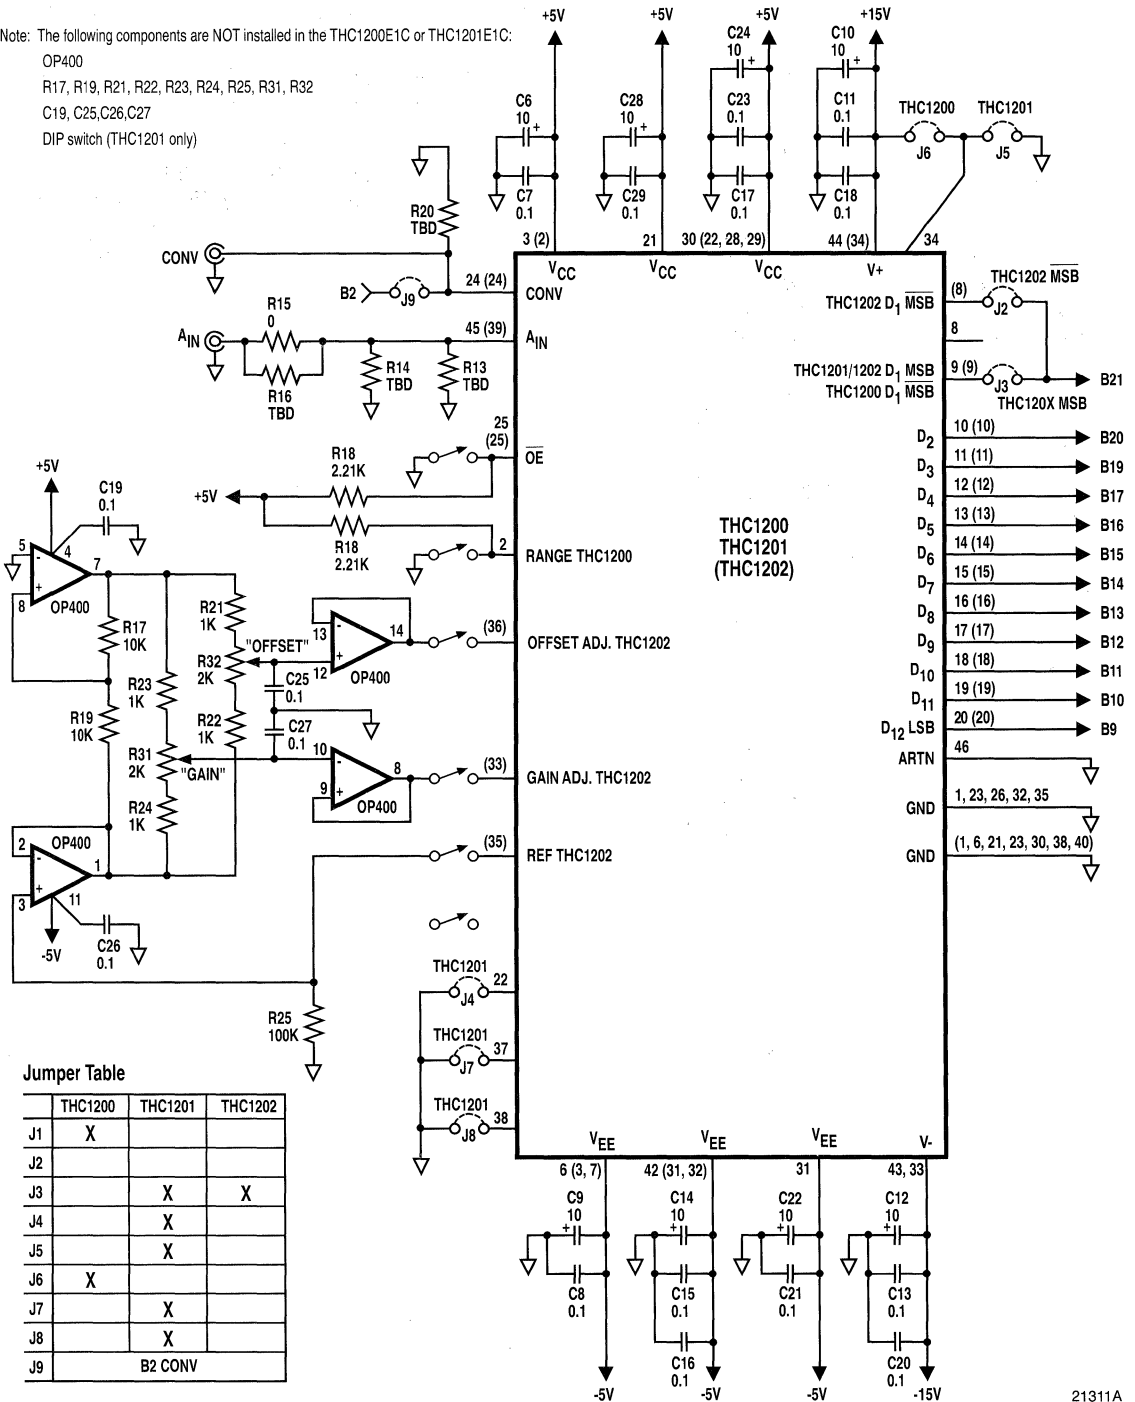 Note: The following components are NOT installed in the THC1200E1C or THC1201E1C:
OP400
R17, R19, R21, R22, R23, R24, R25, R31, R32
C19, C25,C26,C27
DIP switch (THC1201 only)
+5V
+5V
+5V
+15V
C6
10
+
C7
0.1
C28
10
+
C29
0.1
C24
10
+
C23
0.1
C17
0.1
C10
10
+
C11
0.1
C18
0.1
THC1200
J6
THC1201
J5
R20
TBD
3 (2)
21
30 (22, 28, 29)
44 (34)
34
VCC
VCC
VCC
V+
CONV
24 (24)
CONV
B2
J9
R15
0
AIN
R16
TBD
R14
TBD
R13
TBD
45 (39)
AIN
THC1202 D1 MSB
(8)
THC1202 MSB
J2
8
THC1201/1202 D1 MSB
THC1200 D1 MSB
9 (9)
J3
THC120X MSB
B21
D2
10 (10)
B20
D3
11 (11)
B19
D4
12 (12)
B17
D5
13 (13)
B16
D6
14 (14)
B15
D7
15 (15)
B14
D8
16 (16)
B13
D9
17 (17)
B12
D10
18 (18)
B11
D11
19 (19)
B10
D12 LSB
20 (20)
B9
ARTN
46
GND
1, 23, 26, 32, 35
GND
(1, 6, 21, 23, 30, 38, 40)
25
(25)
OE
R18
2.21K
+5V
R18
2.21K
2
RANGE THC1200
THC1200
THC1201
(THC1202)
+5V
C19
0.1
5
-
4
7
+
8
OP400
R17
10K
R19
10K
R23
1K
R31
2K
"GAIN"
R24
1K
R21
1K
R32
2K
"OFFSET"
R22
1K
C25
0.1
C27
0.1
13
-
14
+
12
OP400
(36)
OFFSET ADJ. THC1202
10
-
8
9
+
OP400
(33)
GAIN ADJ. THC1202
(35)
REF THC1202
OP400
2
-
1
+
3
11
-5V
C26
0.1
R25
100K
THC1201
J4
22
THC1201
J7
37
THC1201
J8
38
VEE
VEE
VEE
V-
6 (3, 7)
42 (31, 32)
31
43, 33
C9
10
+
C8
0.1
-5V
C14
10
+
C15
0.1
C16
0.1
-5V
C22
10
+
C21
0.1
-5V
C12
10
+
C13
0.1
C20
0.1
-15V
Jumper Table
THC1200 THC1201 THC1202
J1 X
J2
J3 X X
J4 X
J5 X
J6 X
J7 X
J8 X
J9 B2 CONV
21311A